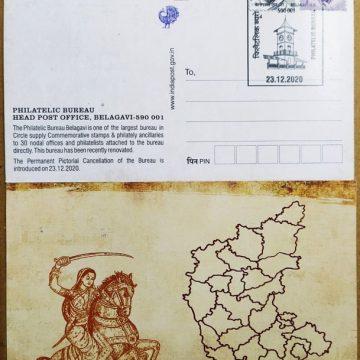 590 001
फिलैटेलिक ब्यूरो
PHILATELIC BUREAU
23.12.2020
www.indiapost.gov.in
To,
PHILATELIC BUREAU
HEAD POST OFFICE, BELAGAVI-590 001
The Philatelic Bureau Belagavi is one of the largest bureau in
Circle supply Commemorative stamps & philately ancillaries
to 30 nodal offices and philatelists attached to the bureau
directly. This bureau has been recently renovated.
The Permanent Pictorial Cancellation of the Bureau is
introduced on 23.12.2020.
पिन PIN